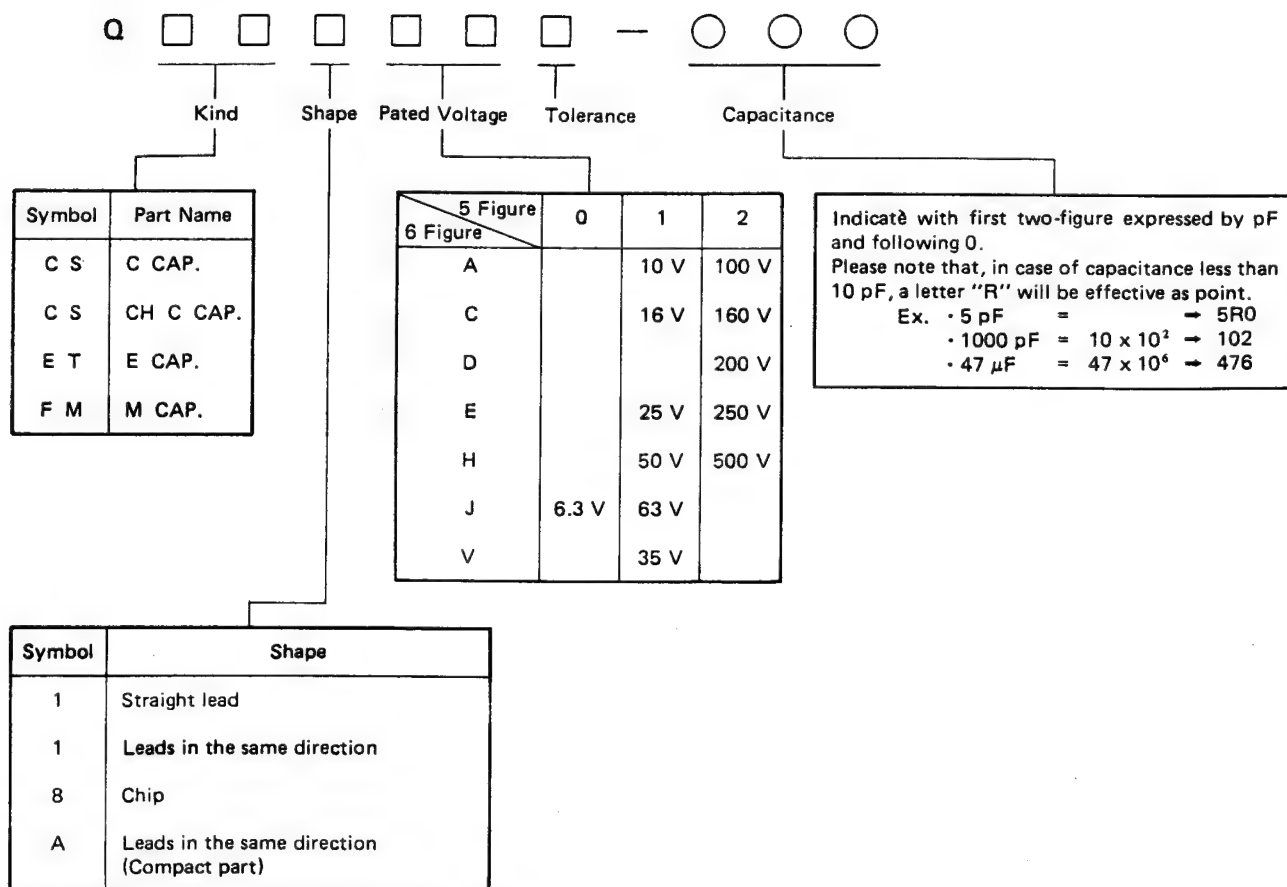 Q □ □ □ □ □ □ — ○ ○ ○
Kind Shape Pated Voltage Tolerance Capacitance
Symbol Part Name
C S C CAP.
C S CH C CAP.
E T E CAP.
F M M CAP.
5 Figure 0 1 2
6 Figure
A 10 V 100 V
C 16 V 160 V
D 200 V
E 25 V 250 V
H 50 V 500 V
J 6.3 V 63 V
V 35 V
Indicatè with first two-figure expressed by pF
and following 0.
Please note that, in case of capacitance less than
10 pF, a letter "R" will be effective as point.
Ex. · 5 pF = → 5R0
· 1000 pF = 10 x 10² → 102
· 47 μF = 47 x 10⁶ → 476
Symbol Shape
1 Straight lead
1 Leads in the same direction
8 Chip
A Leads in the same direction
(Compact part)